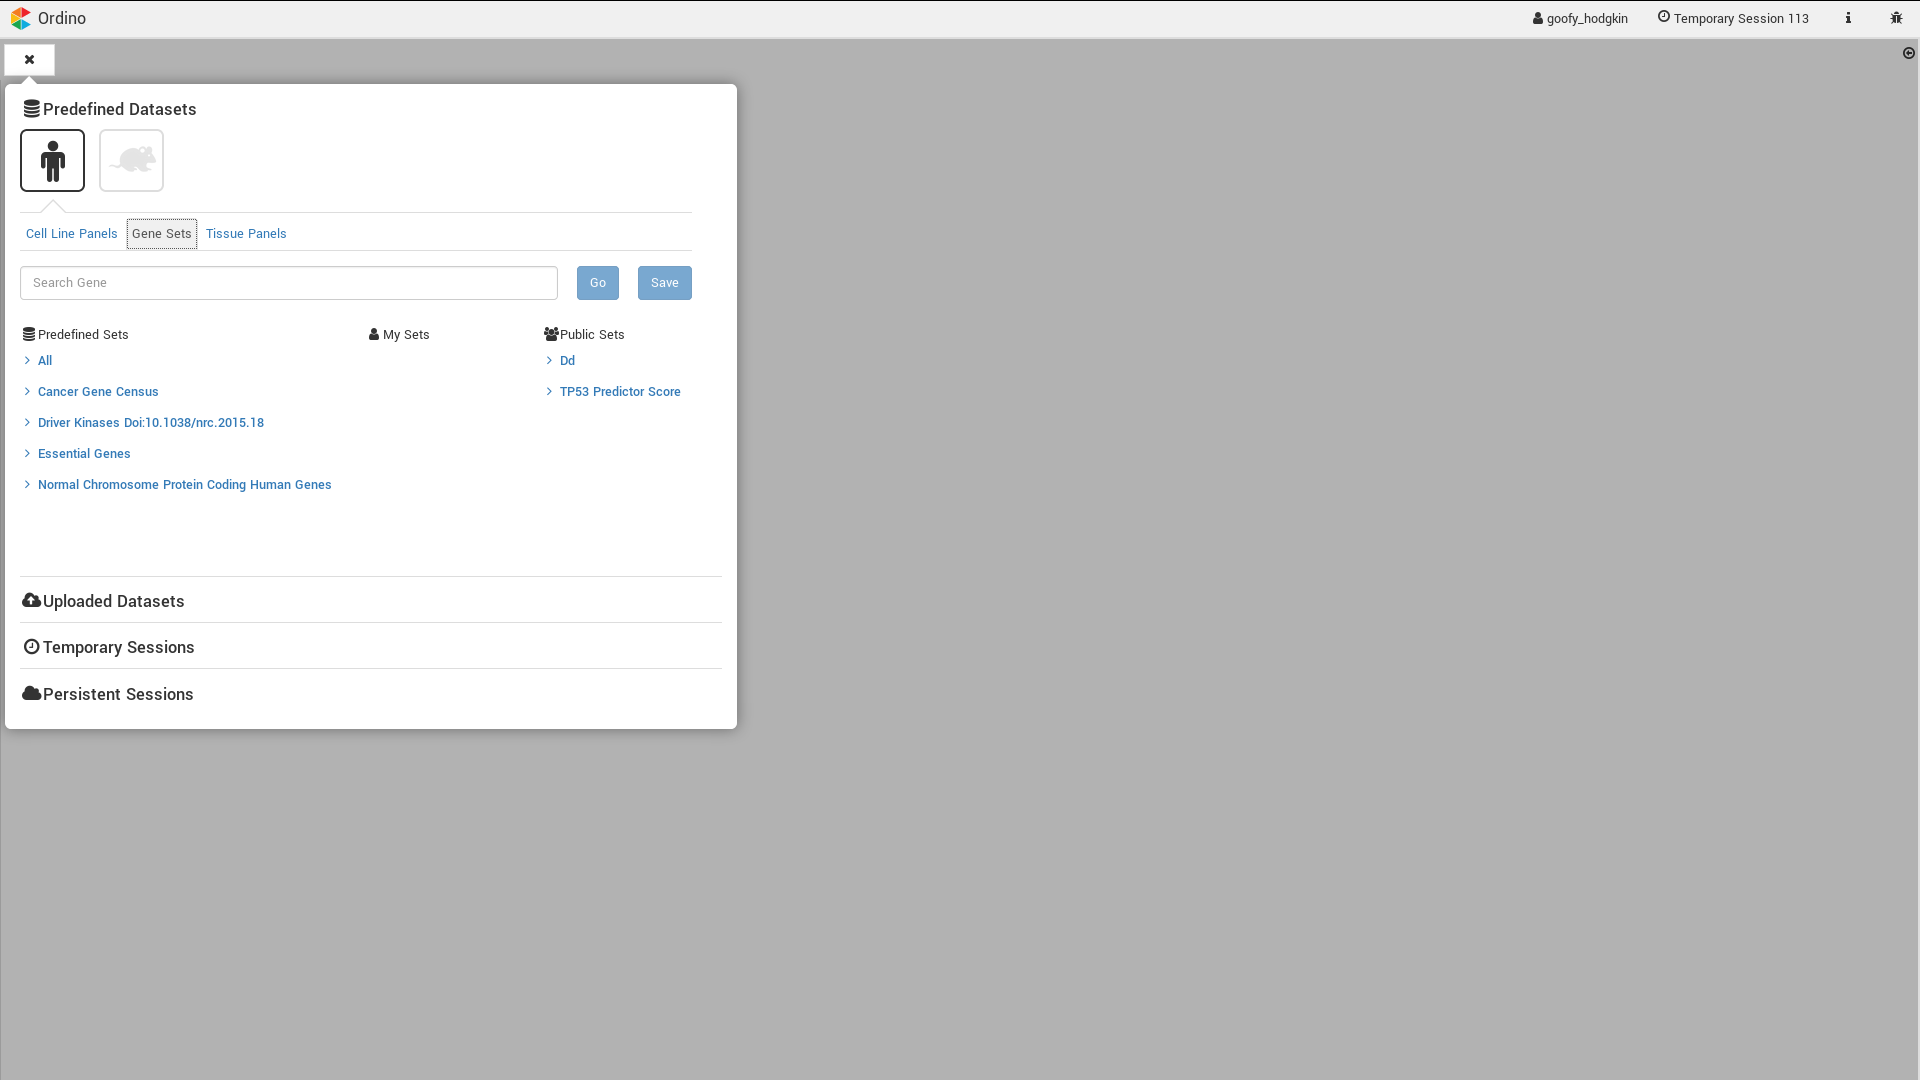 Ordino
goofy_hodgkin
Temporary Session 113
Predefined Datasets
Cell Line Panels
Gene Sets
Tissue Panels
Search Gene
Go
Save
Predefined Sets
All
Cancer Gene Census
Driver Kinases Doi:10.1038/nrc.2015.18
Essential Genes
Normal Chromosome Protein Coding Human Genes
My Sets
Public Sets
Dd
TP53 Predictor Score
Uploaded Datasets
Temporary Sessions
Persistent Sessions